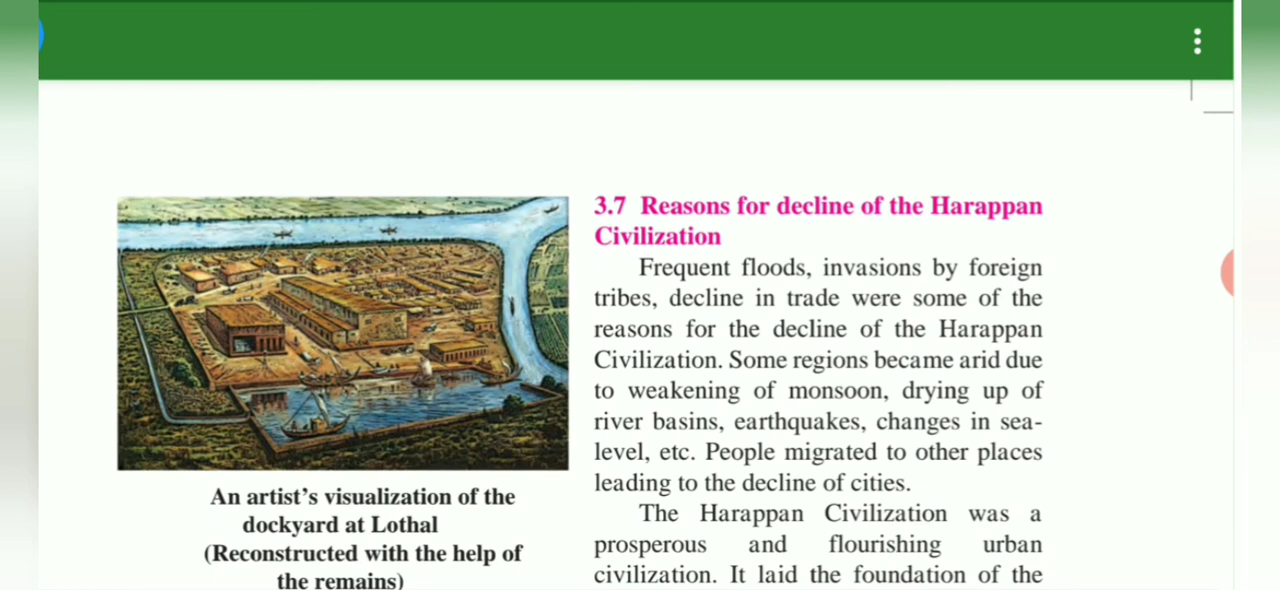 An artist's visualization of the
dockyard at Lothal
(Reconstructed with the help of
the remains)
3.7 Reasons for decline of the Harappan
Civilization
Frequent floods, invasions by foreign
tribes, decline in trade were some of the
reasons for the decline of the Harappan
Civilization. Some regions became arid due
to weakening of monsoon, drying up of
river basins, earthquakes, changes in sea-
level, etc. People migrated to other places
leading to the decline of cities.
The Harappan Civilization was a
prosperous and flourishing urban
civilization. It laid the foundation of the